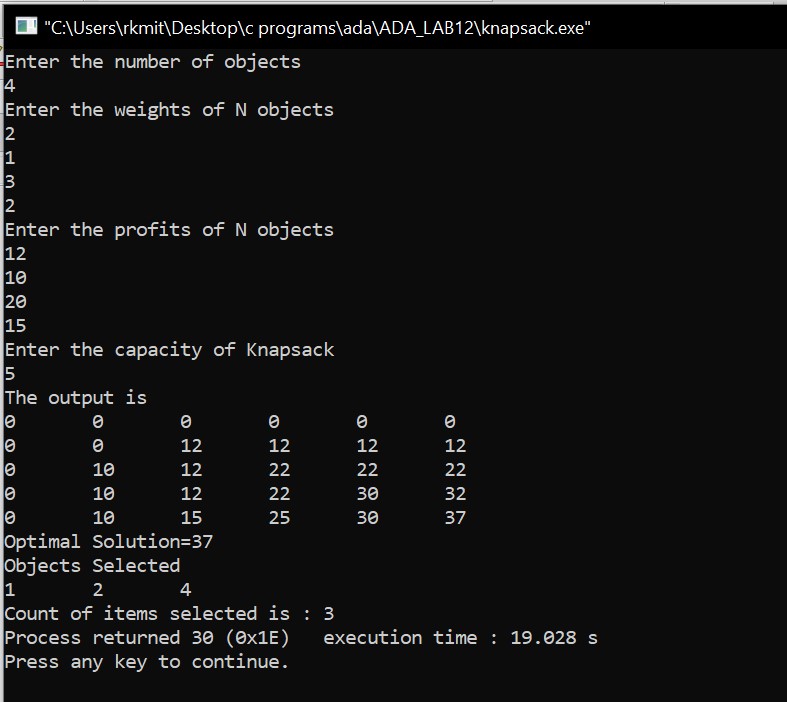 "C:\Users\rkmit\Desktop\c programs\ada\ADA_LAB12\knapsack.exe"
Enter the number of objects
4
Enter the weights of N objects
2
1
3
2
Enter the profits of N objects
12
10
20
15
Enter the capacity of Knapsack
5
The output is
0 0 0 0 0 0
0 0 12 12 12 12
0 10 12 22 22 22
0 10 12 22 30 32
0 10 15 25 30 37
Optimal Solution=37
Objects Selected
1 2 4
Count of items selected is : 3
Process returned 30 (0x1E) execution time : 19.028 s
Press any key to continue.